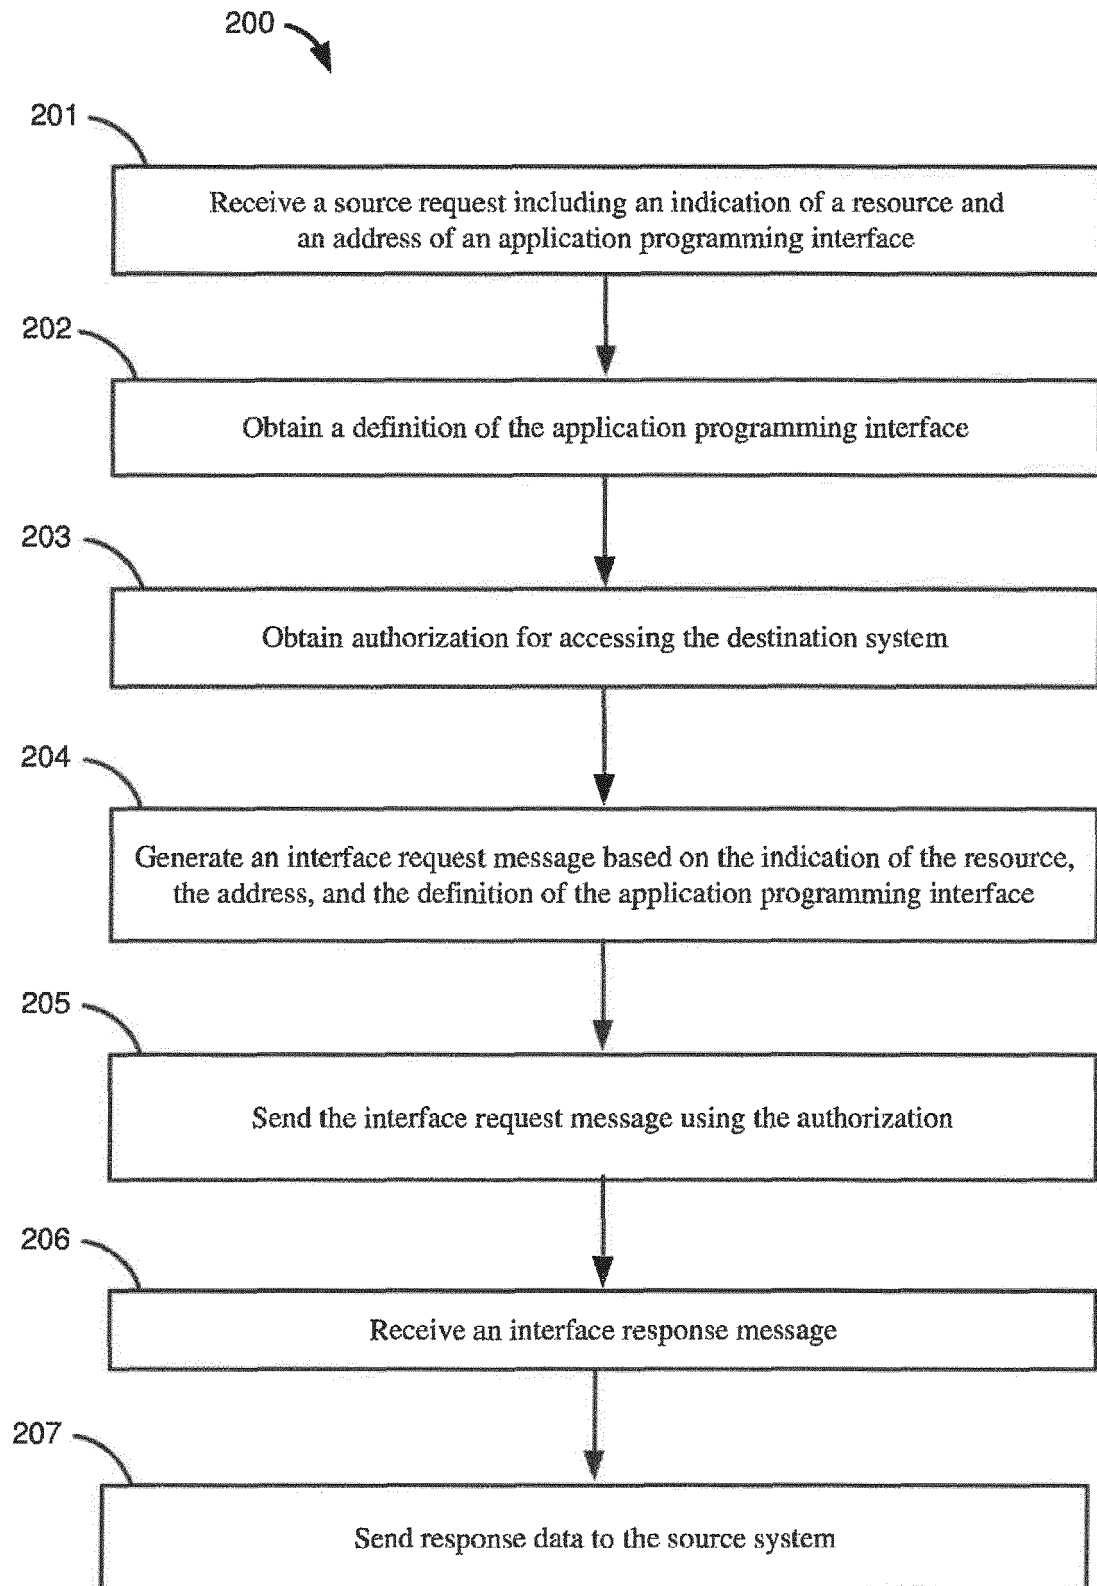 200
201
Receive a source request including an indication of a resource and
an address of an application programming interface
202
Obtain a definition of the application programming interface
203
Obtain authorization for accessing the destination system
204
Generate an interface request message based on the indication of the resource,
the address, and the definition of the application programming interface
205
Send the interface request message using the authorization
206
Receive an interface response message
207
Send response data to the source system